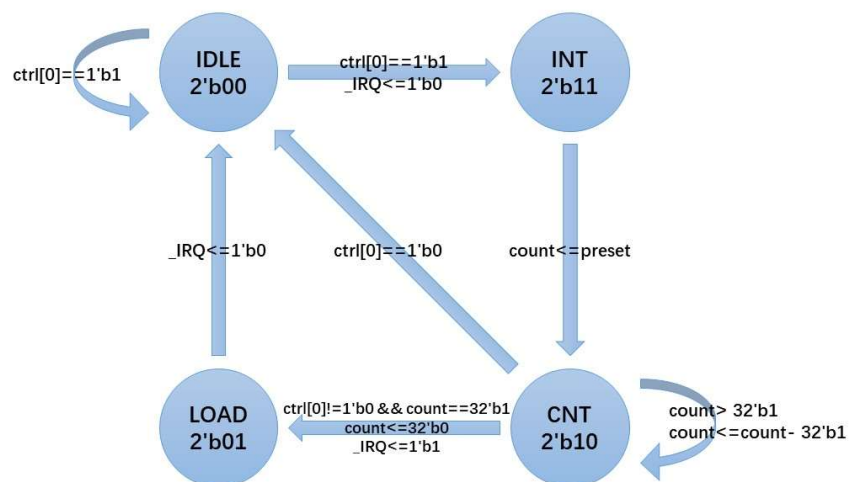 IDLE
2'b00
ctrl[0]==1'b1
ctrl[0]==1'b1
_IRQ<=1'b0
INT
2'b11
_IRQ<=1'b0
ctrl[0]==1'b0
count<=preset
LOAD
2'b01
ctrl[0]!=1'b0 && count==32'b1
count<=32'b0
_IRQ<=1'b1
CNT
2'b10
count> 32'b1
count<=count- 32'b1